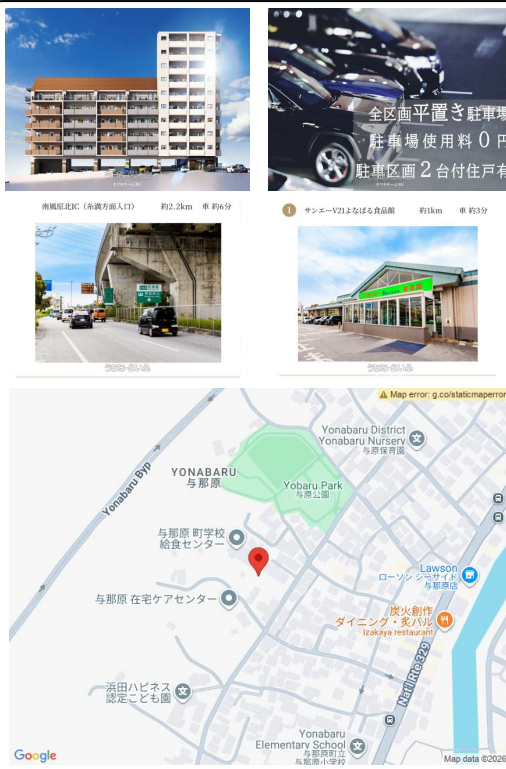 全区画平置き駐車場
駐車場使用料0円
駐車区画2台付住戸有
南風原北IC（糸満方面入口） 約2.2km 車 約6分
1 サンエーV21よなばる食品館 約1km 車 約3分
Map error: g.co/staticmaperror
Yonabaru District
Yonabaru Nursery
与原保育園
YONABARU
与那原
Yonabaru Byp
Yobaru Park
与原公園
与那原 町学校
給食センター
Lawson
ローソン シーサイド
与那原店
与那原 在宅ケアセンター
炭火創作
ダイニング・炙バル
Izakaya restaurant
Nat'l Rte 329
浜田ハピネス
認定こども園
Yonabaru
Elementary School
与那原町立
与那原小学校
Google
Map data ©2026